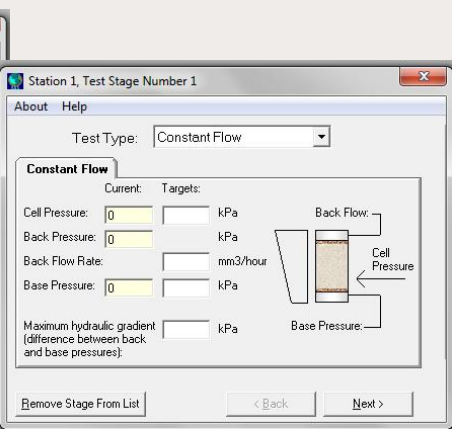 Station 1, Test Stage Number 1
x
About Help
Test Type: Constant Flow
Constant Flow
Current: Targets:
Cell Pressure: 0 kPa
Back Pressure: 0 kPa
Back Flow Rate: mm3/hour
Base Pressure: 0 kPa
Maximum hydraulic gradient kPa
(difference between back
and base pressures):
Back Flow:
Cell
Pressure
Base Pressure:
Remove Stage From List < Back Next >